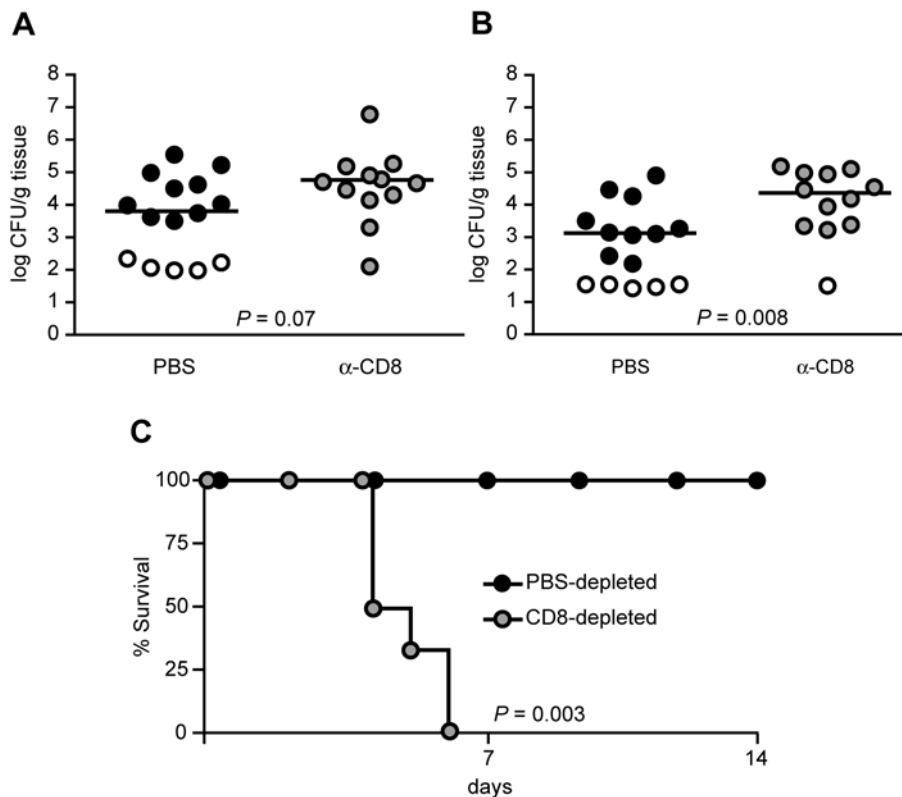 A
log CFU/g tissue
8
7
6
5
4
3
2
1
0
P = 0.07
PBS
α-CD8
B
log CFU/g tissue
8
7
6
5
4
3
2
1
0
P = 0.008
PBS
α-CD8
C
% Survival
100
75
50
25
0
PBS-depleted
CD8-depleted
P = 0.003
7
14
days